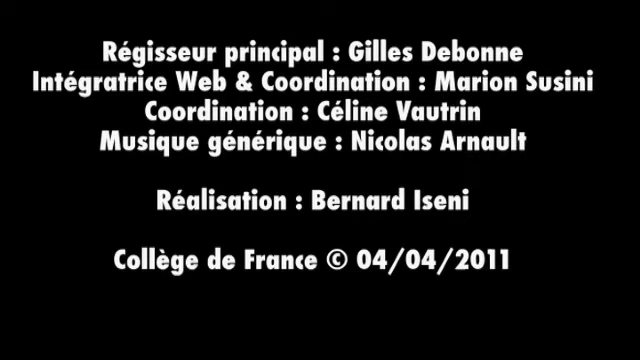 Régisseur principal : Gilles Debonne
Intégratrice Web & Coordination : Marion Susini
Coordination : Céline Vautrin
Musique générique : Nicolas Arnault
Réalisation : Bernard Iseni
Collège de France © 04/04/2011